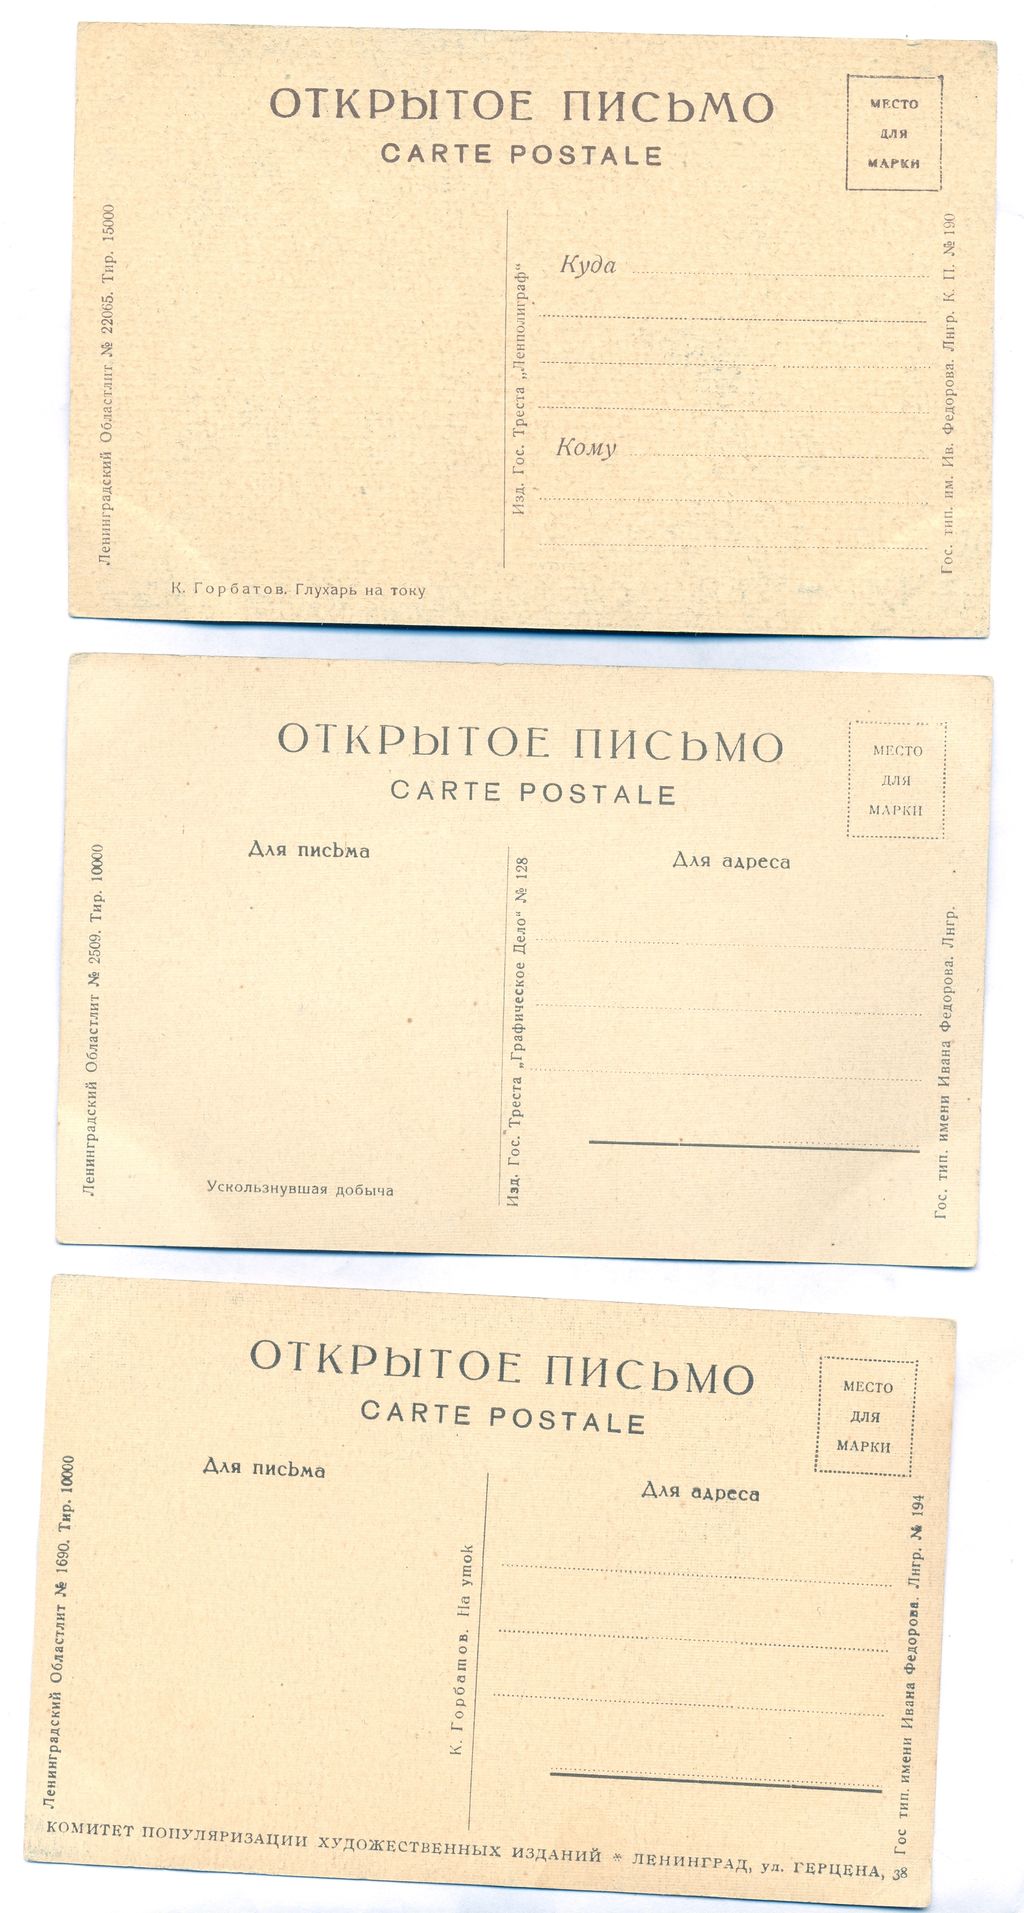 ОТКРЫТОЕ ПИСЬМО
CARTE POSTALE
МЕСТО
ДЛЯ
МАРКИ
Ленинградский Областлит № 22065. Тир. 15000
Изд. Гос. Треста „Ленполиграф“
Куда
Кому
Гос. тип. им. Ив. Федорова. Лнгр. К. П. № 190
К. Горбатов. Глухарь на току
ОТКРЫТОЕ ПИСЬМО
CARTE POSTALE
МЕСТО
ДЛЯ
МАРКИ
Для письма
Для адреса
Ленинградский Областлит № 2509. Тир. 10000
Изд. Гос. Треста „Графическое Дело“ № 128
Гос. тип. имени Ивана Федорова. Лнгр.
Ускользнувшая добыча
ОТКРЫТОЕ ПИСЬМО
CARTE POSTALE
МЕСТО
ДЛЯ
МАРКИ
Для письма
Для адреса
Ленинградский Областлит № 1690. Тир. 10000
К. Горбатов. На уток
Гос тип. имени Ивана Федорова. Лнгр. № 194
КОМИТЕТ ПОПУЛЯРИЗАЦИИ ХУДОЖЕСТВЕННЫХ ИЗДАНИЙ * ЛЕНИНГРАД, ул. ГЕРЦЕНА, 38